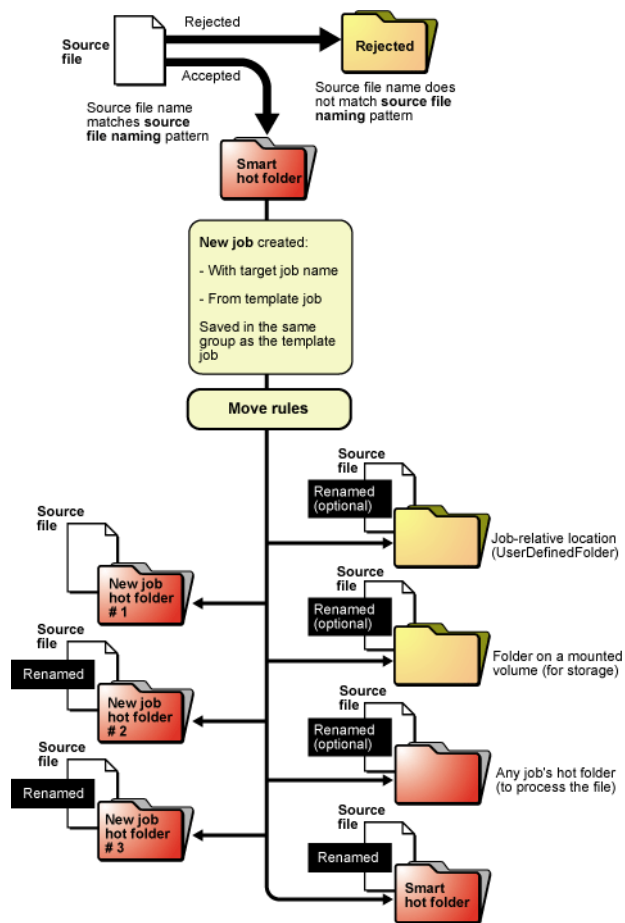 Source
file
Rejected
Rejected
Accepted
Source file name
matches source
file naming pattern
Source file name does
not match source file
naming pattern
Smart
hot folder
New job created:
- With target job name
- From template job
Saved in the same
group as the template
job
Move rules
Source
file
Renamed
(optional)
Job-relative location
(UserDefinedFolder)
Source
file
New job
hot folder
# 1
Source
file
Renamed
(optional)
Folder on a mounted
volume (for storage)
Source
file
Renamed
New job
hot folder
# 2
Source
file
Renamed
(optional)
Any job's hot folder
(to process the file)
Source
file
Renamed
New job
hot folder
# 3
Source
file
Renamed
Smart
hot folder